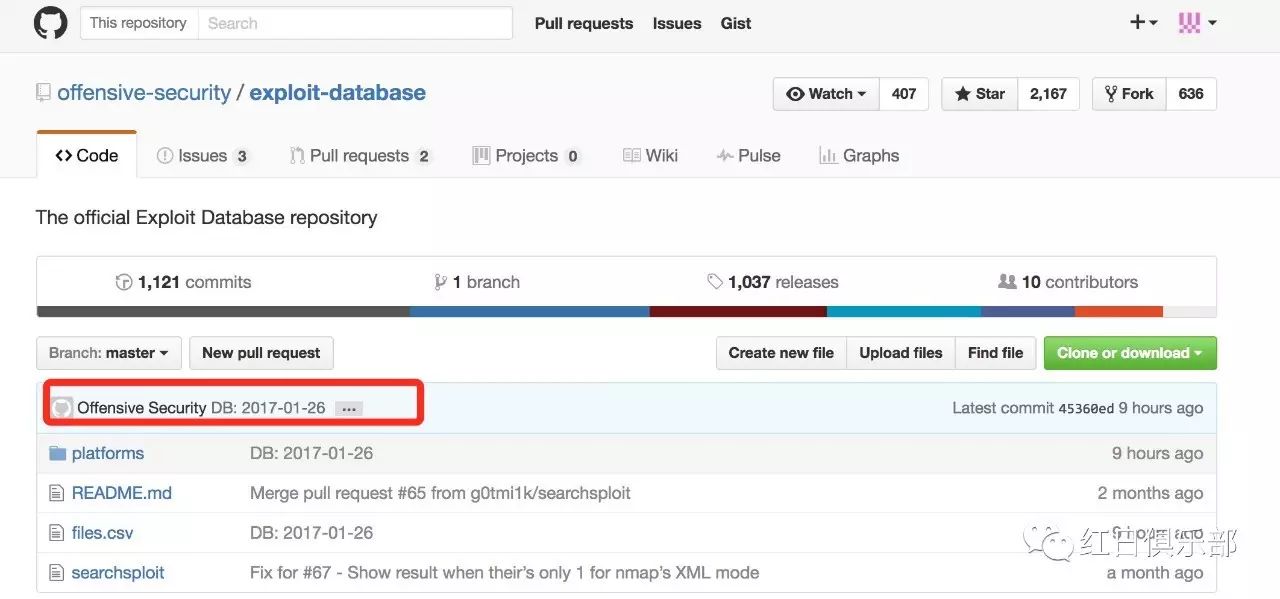 This repository Search Pull requests Issues Gist
offensive-security / exploit-database Watch 407 Star 2,167 Fork 636
Code Issues 3 Pull requests 2 Projects 0 Wiki Pulse Graphs
The official Exploit Database repository
1,121 commits 1 branch 1,037 releases 10 contributors
Branch: master New pull request Create new file Upload files Find file Clone or download
Offensive Security DB: 2017-01-26 ... Latest commit 45360ed 9 hours ago
platforms DB: 2017-01-26 9 hours ago
README.md Merge pull request #65 from g0tmi1k/searchsploit 2 months ago
files.csv DB: 2017-01-26 9 hours ago
红日俱乐部
searchsploit Fix for #67 - Show result when their's only 1 for nmap's XML mode a month ago